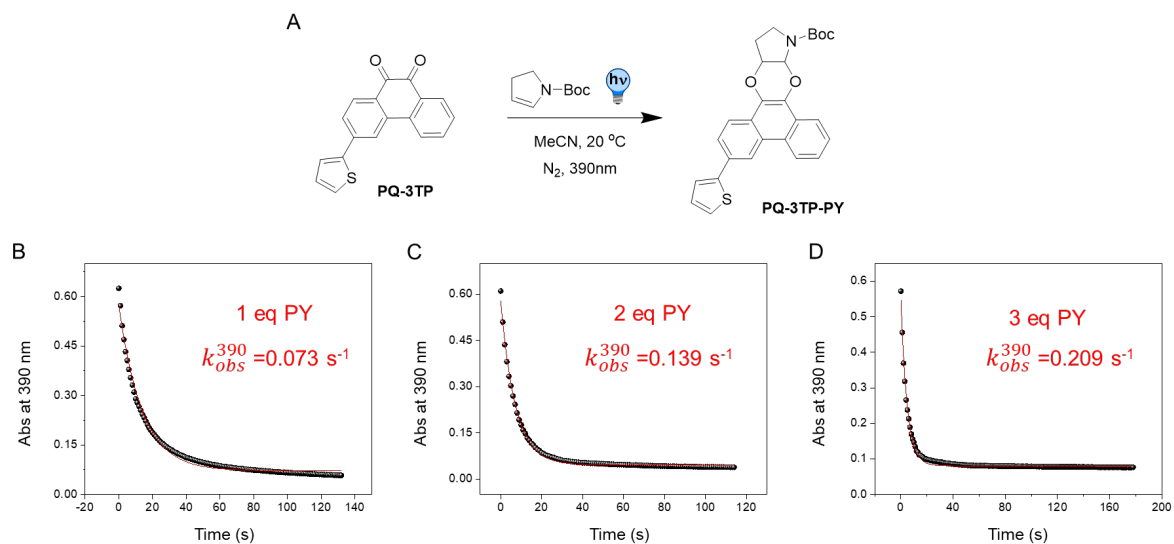 A
O O
S
PQ-3TP
N Boc
hν
MeCN, 20 °C
N₂, 390nm
N Boc
O O
S
PQ-3TP-PY
B
1 eq PY
k³⁹⁰obs =0.073 s⁻¹
Abs at 390 nm
0.60
0.45
0.30
0.15
0.00
-20 0 20 40 60 80 100 120 140
Time (s)
C
2 eq PY
k³⁹⁰obs =0.139 s⁻¹
Abs at 390 nm
0.60
0.45
0.30
0.15
0.00
0 20 40 60 80 100 120 140
Time (s)
D
3 eq PY
k³⁹⁰obs =0.209 s⁻¹
Abs at 390 nm
0.6
0.5
0.4
0.3
0.2
0.1
0.0
0 40 80 120 160 200
Time (s)